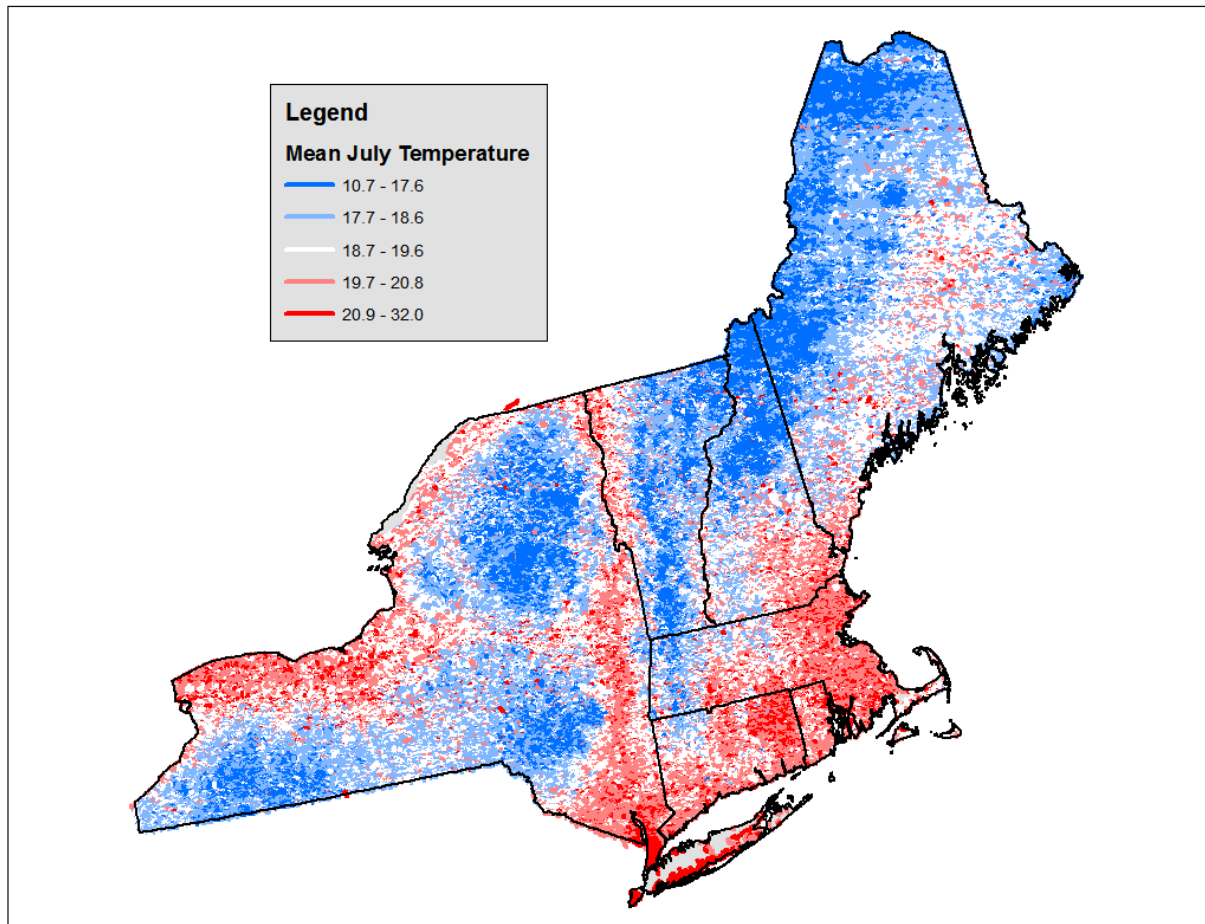 Legend
Mean July Temperature
10.7 - 17.6
17.7 - 18.6
18.7 - 19.6
19.7 - 20.8
20.9 - 32.0